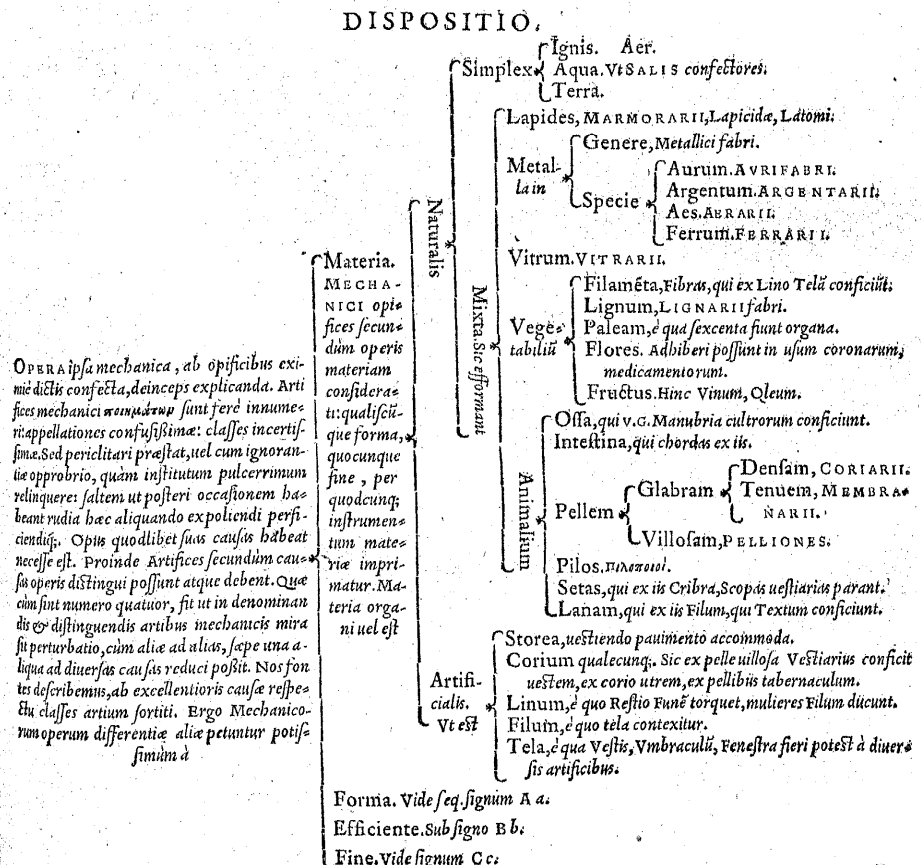 DISPOSITIO.
OPERA ipſa mechanica, ab opificibus exi-
mie dictis confecta, deinceps explicanda. Arti
fices mechanici ſunt ferè innume-
ri: appellationes confuſiſſimæ: claſſes incertiſ-
ſimæ. Sed periclitari præſtat, uel cum ignoran-
tiæ opprobrio, quàm inſtitutum pulcerrimum
relinquere: ſaltem ut poſteri occaſionem ha-
beant rudia hæc aliquando expoliendi perfi-
ciendiq;. Opus quodlibet ſuas cauſas habeat
neceſſe eſt. Proinde Artifices ſecundùm cau-
ſas operis diſtingui poſſunt atque debent. Quæ
cùm ſint numero quatuor, fit ut in denominan
dis & diſtinguendis artibus mechanicis mira
ſit perturbatio, cùm aliæ ad alias, ſæpe una a-
liqua ad diuerſas cauſas reduci poßit. Nos fon
tes deſcribemus, ab excellentioris cauſæ reſpe-
ctu claſſes artium ſortiti. Ergo Mechanico-
rum operum differentiæ aliæ petuntur potiſ-
ſimùm à
Materia.
MECHA-
NICI opi-
fices ſecun-
dùm operis
materiam
conſidera-
ti: qualiſcū-
que forma,
quocunque
fine, per
quodcunq;
inſtrumen-
tum mate-
riæ impri-
matur. Ma-
teria orga-
ni uel eſt
Naturalis
Simplex
Ignis. Aer.
Aqua. Vt SALIS confectores.
Terra.
Mixta. Sic efformant
Lapides, MARMORARII, Lapicidæ, Latomi.
Metal-
la in
Genere, Metallici fabri.
Specie
Aurum. AVRIFABRI.
Argentum. ARGENTARII.
Aes. AERARII.
Ferrum. FERRARII.
Vitrum. VITRARII.
Vege-
tabiliū
Filamēta, Fibras, qui ex Lino Telā conficiūt.
Lignum, LIGNARII fabri.
Paleam, è qua ſexcenta fiunt organa.
Flores. Adhiberi poſſunt in uſum coronarum,
medicamentorum.
Fructus. Hinc Vinum, Oleum.
Animalium
Oſſa, qui v. G. Manubria cultrorum conficiunt.
Inteſtina, qui chordas ex iis.
Pellem
Glabram
Denſam, CORIARII.
Tenuem, MEMBRA-
NARII.
Villoſam, PELLIONES.
Pilos. πιλοποιοί.
Setas, qui ex iis Cribra, Scopas ueſtiarias parant.
Lanam, qui ex iis Filum, qui Textum conficiunt.
Artifi-
cialis.
Vt eſt
Storea, ueſtiendo pauimento accommoda.
Corium qualecunq;. Sic ex pelle uilloſa Veſtiarius conficit
ueſtem, ex corio utrem, ex pellibus tabernaculum.
Linum, è quo Reſtio Funē torquet, mulieres Filum ducunt.
Filum, è quo tela contexitur.
Tela, è qua Veſtis, Vmbraculū, Feneſtra fieri poteſt à diuer-
ſis artificibus.
Forma. Vide ſeq. ſignum A a.
Efficiente. Sub ſigno B b.
Fine. Vide ſignum C c.